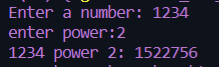 Enter a number: 1234
enter power:2
1234 power 2: 1522756